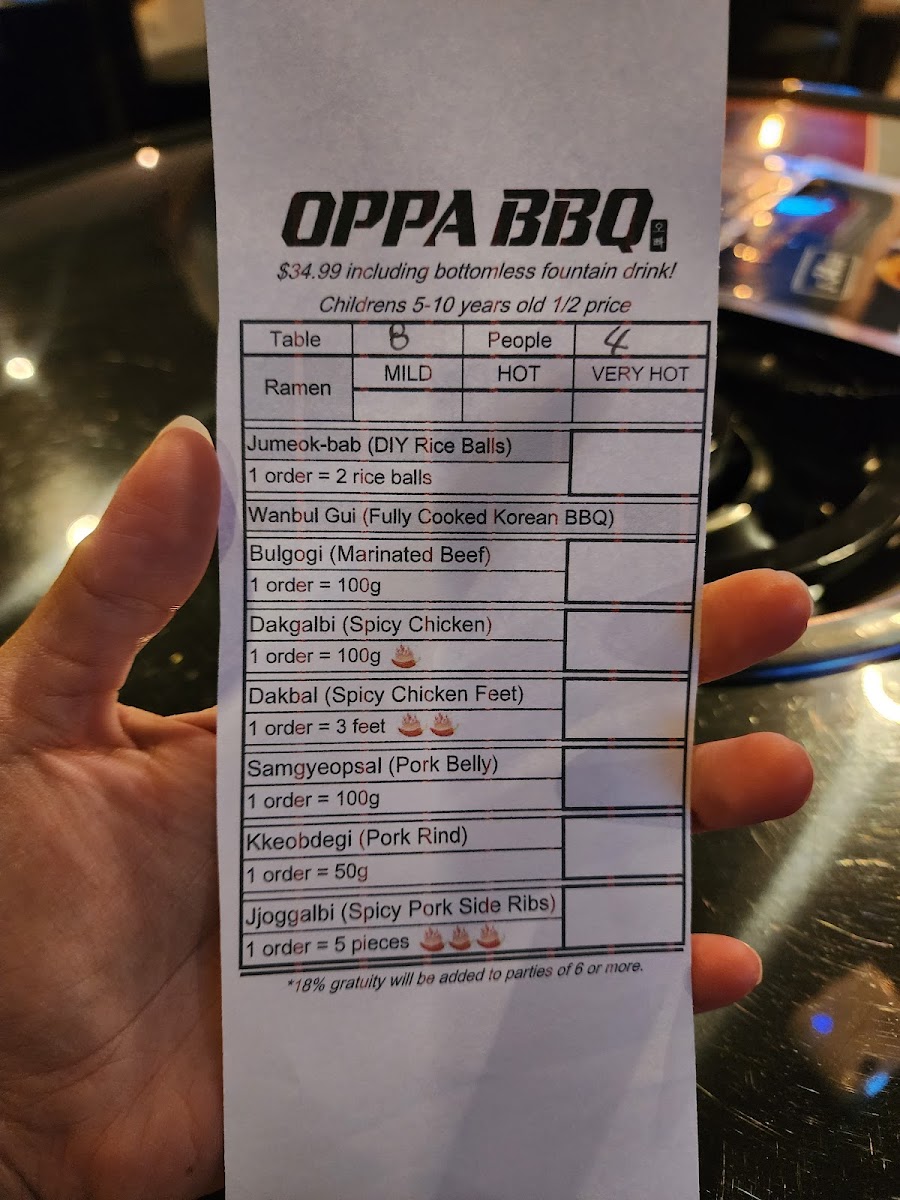 OPPA BBQ 오빠
$34.99 including bottomless fountain drink!
Childrens 5-10 years old 1/2 price
Table 8 People 4
Ramen MILD HOT VERY HOT
Jumeok-bab (DIY Rice Balls)
1 order = 2 rice balls
Wanbul Gui (Fully Cooked Korean BBQ)
Bulgogi (Marinated Beef)
1 order = 100g
Dakgalbi (Spicy Chicken)
1 order = 100g
Dakbal (Spicy Chicken Feet)
1 order = 3 feet
Samgyeopsal (Pork Belly)
1 order = 100g
Kkeobdegi (Pork Rind)
1 order = 50g
Jjoggalbi (Spicy Pork Side Ribs)
1 order = 5 pieces
*18% gratuity will be added to parties of 6 or more.